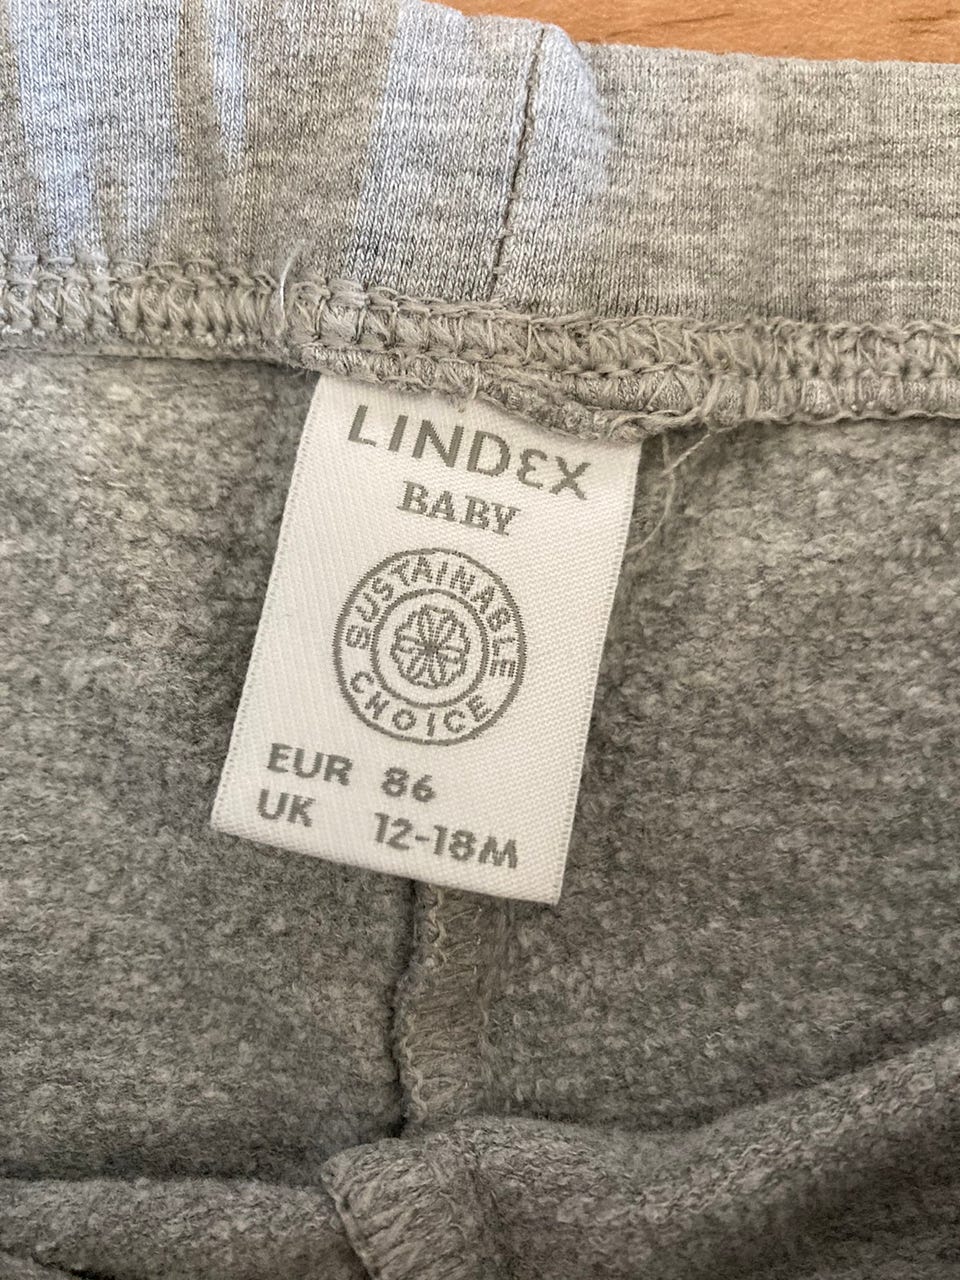 LINDEX
BABY
SUSTAINABLE
CHOICE
EUR 86
UK 12-18M